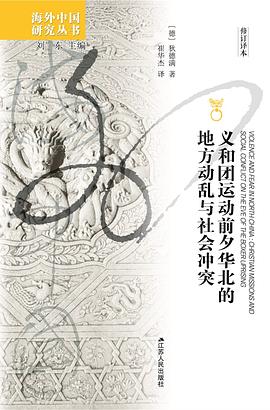 海外中国
研究丛书
刘东 主编
修订译本
[德] 狄德满 著
崔华杰 译
VIOLENCE AND FEAR IN NORTH CHINA : CHRISTIAN MISSIONS AND
SOCIAL CONFLICT ON THE EVE OF THE BOXER UPRISING
义和团运动前夕华北的
地方动乱与社会冲突
江苏人民出版社